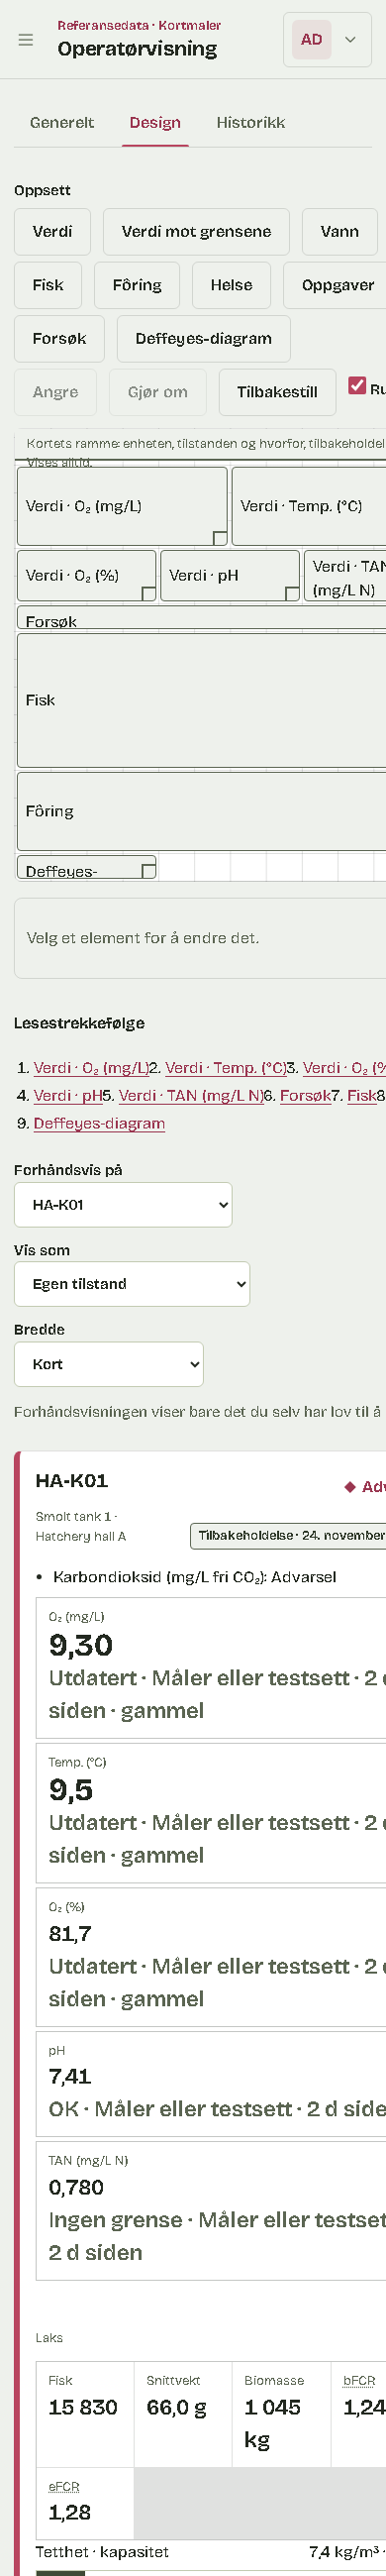 Referansedata · Kortmaler
Operatørvisning
AD
Generelt Design Historikk
Oppsett
Verdi Verdi mot grensene Vann
Fisk Fôring Helse Oppgaver
Forsøk Deffeyes-diagram
Angre Gjør om Tilbakestill
Kortets ramme: enheten, tilstanden og hvorfor,
Vises alltid.
Verdi · O₂ (mg/L) Verdi · Temp. (°C)
Verdi · O₂ (%) Verdi · pH Verdi · TAN
(mg/L N)
Forsøk
Fisk
Fôring
Deffeyes-
Velg et element for å endre det.
Lesestrekkefølge
1. Verdi · O₂ (mg/L)2. Verdi · Temp. (°C)3. Verdi · O₂
4. Verdi · pH5. Verdi · TAN (mg/L N)6. Forsøk7. Fisk8
9. Deffeyes-diagram
Forhåndsvis på
HA-K01
Vis som
Egen tilstand
Bredde
Kort
Forhåndsvisningen viser bare det du selv har lov til å
HA-K01
Smolt tank 1 ·
Hatchery hall A
Tilbakeholdelse · 24. november
• Karbondioksid (mg/L fri CO₂): Advarsel
O₂ (mg/L)
9,30
Utdatert · Måler eller testsett · 2 d
siden · gammel
Temp. (°C)
9,5
Utdatert · Måler eller testsett · 2 d
siden · gammel
O₂ (%)
81,7
Utdatert · Måler eller testsett · 2 d
siden · gammel
pH
7,41
OK · Måler eller testsett · 2 d
TAN (mg/L N)
0,780
Ingen grense · Måler eller
2 d siden
Laks
Fisk Snittvekt Biomasse bFCR
15 830 66,0 g 1 045 1,24
kg
eFCR
1,28
Tetthet · kapasitet 7,4 kg/m³ ·